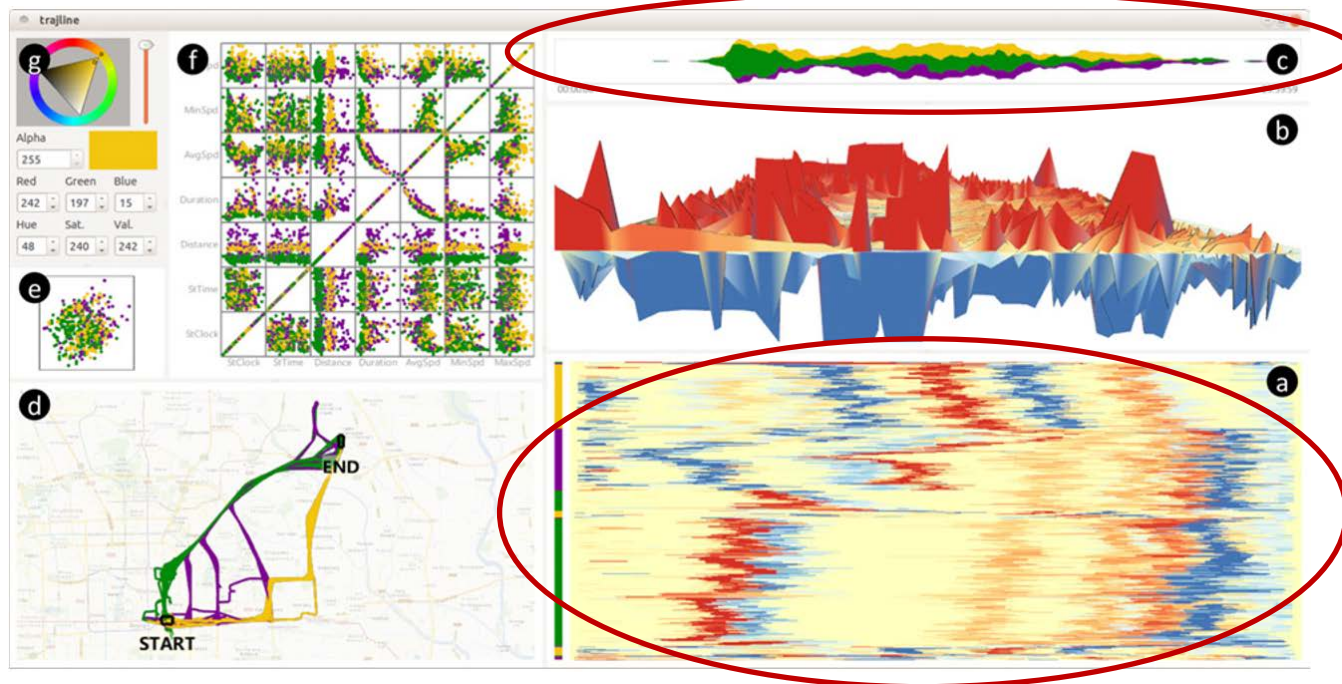 trajline
g
Alpha
255
Red Green Blue
242 197 15
Hue Sat. Val.
48 240 242
f
MinSpd
AvgSpd
Duration
Distance
StTime
StClock
StClock StTime Distance Duration AvgSpd MinSpd MaxSpd
e
d
END
START
c
b
a